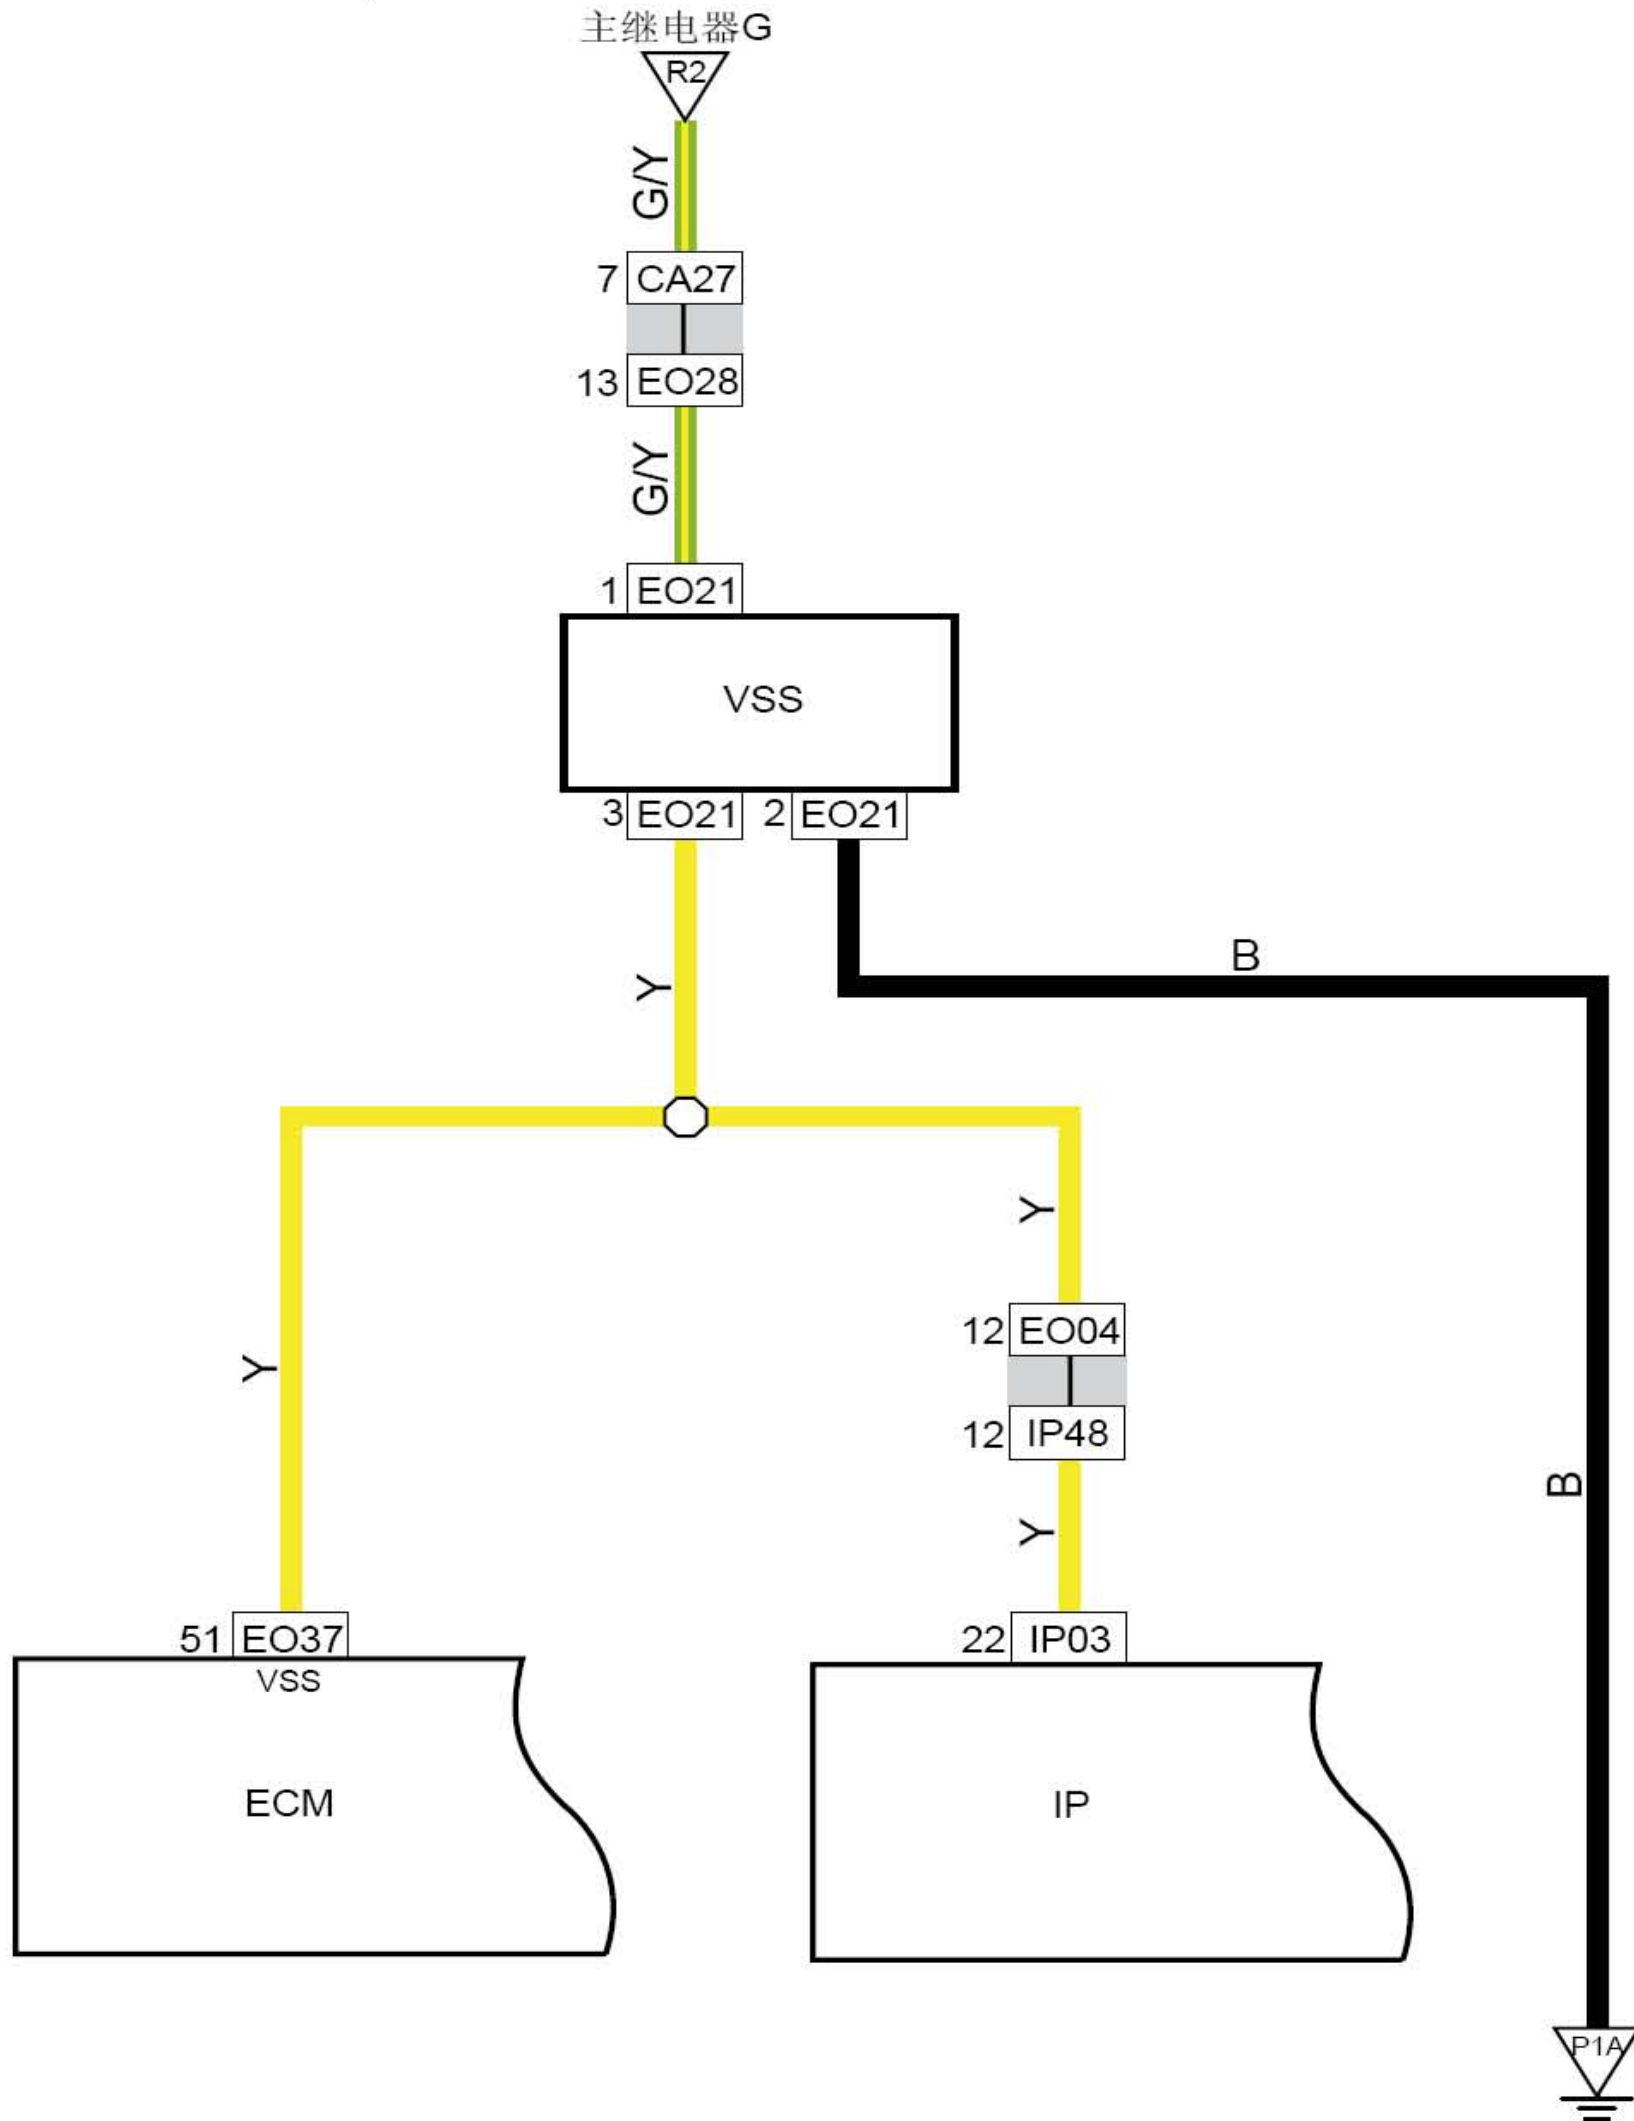 主继电器G
R2
G/Y
7 CA27
13 EO28
G/Y
1 EO21
VSS
3 EO21 2 EO21
B
Y
Y
12 EO04
Y
12 IP48
B
Y
51 EO37
22 IP03
VSS
ECM
IP
P1A